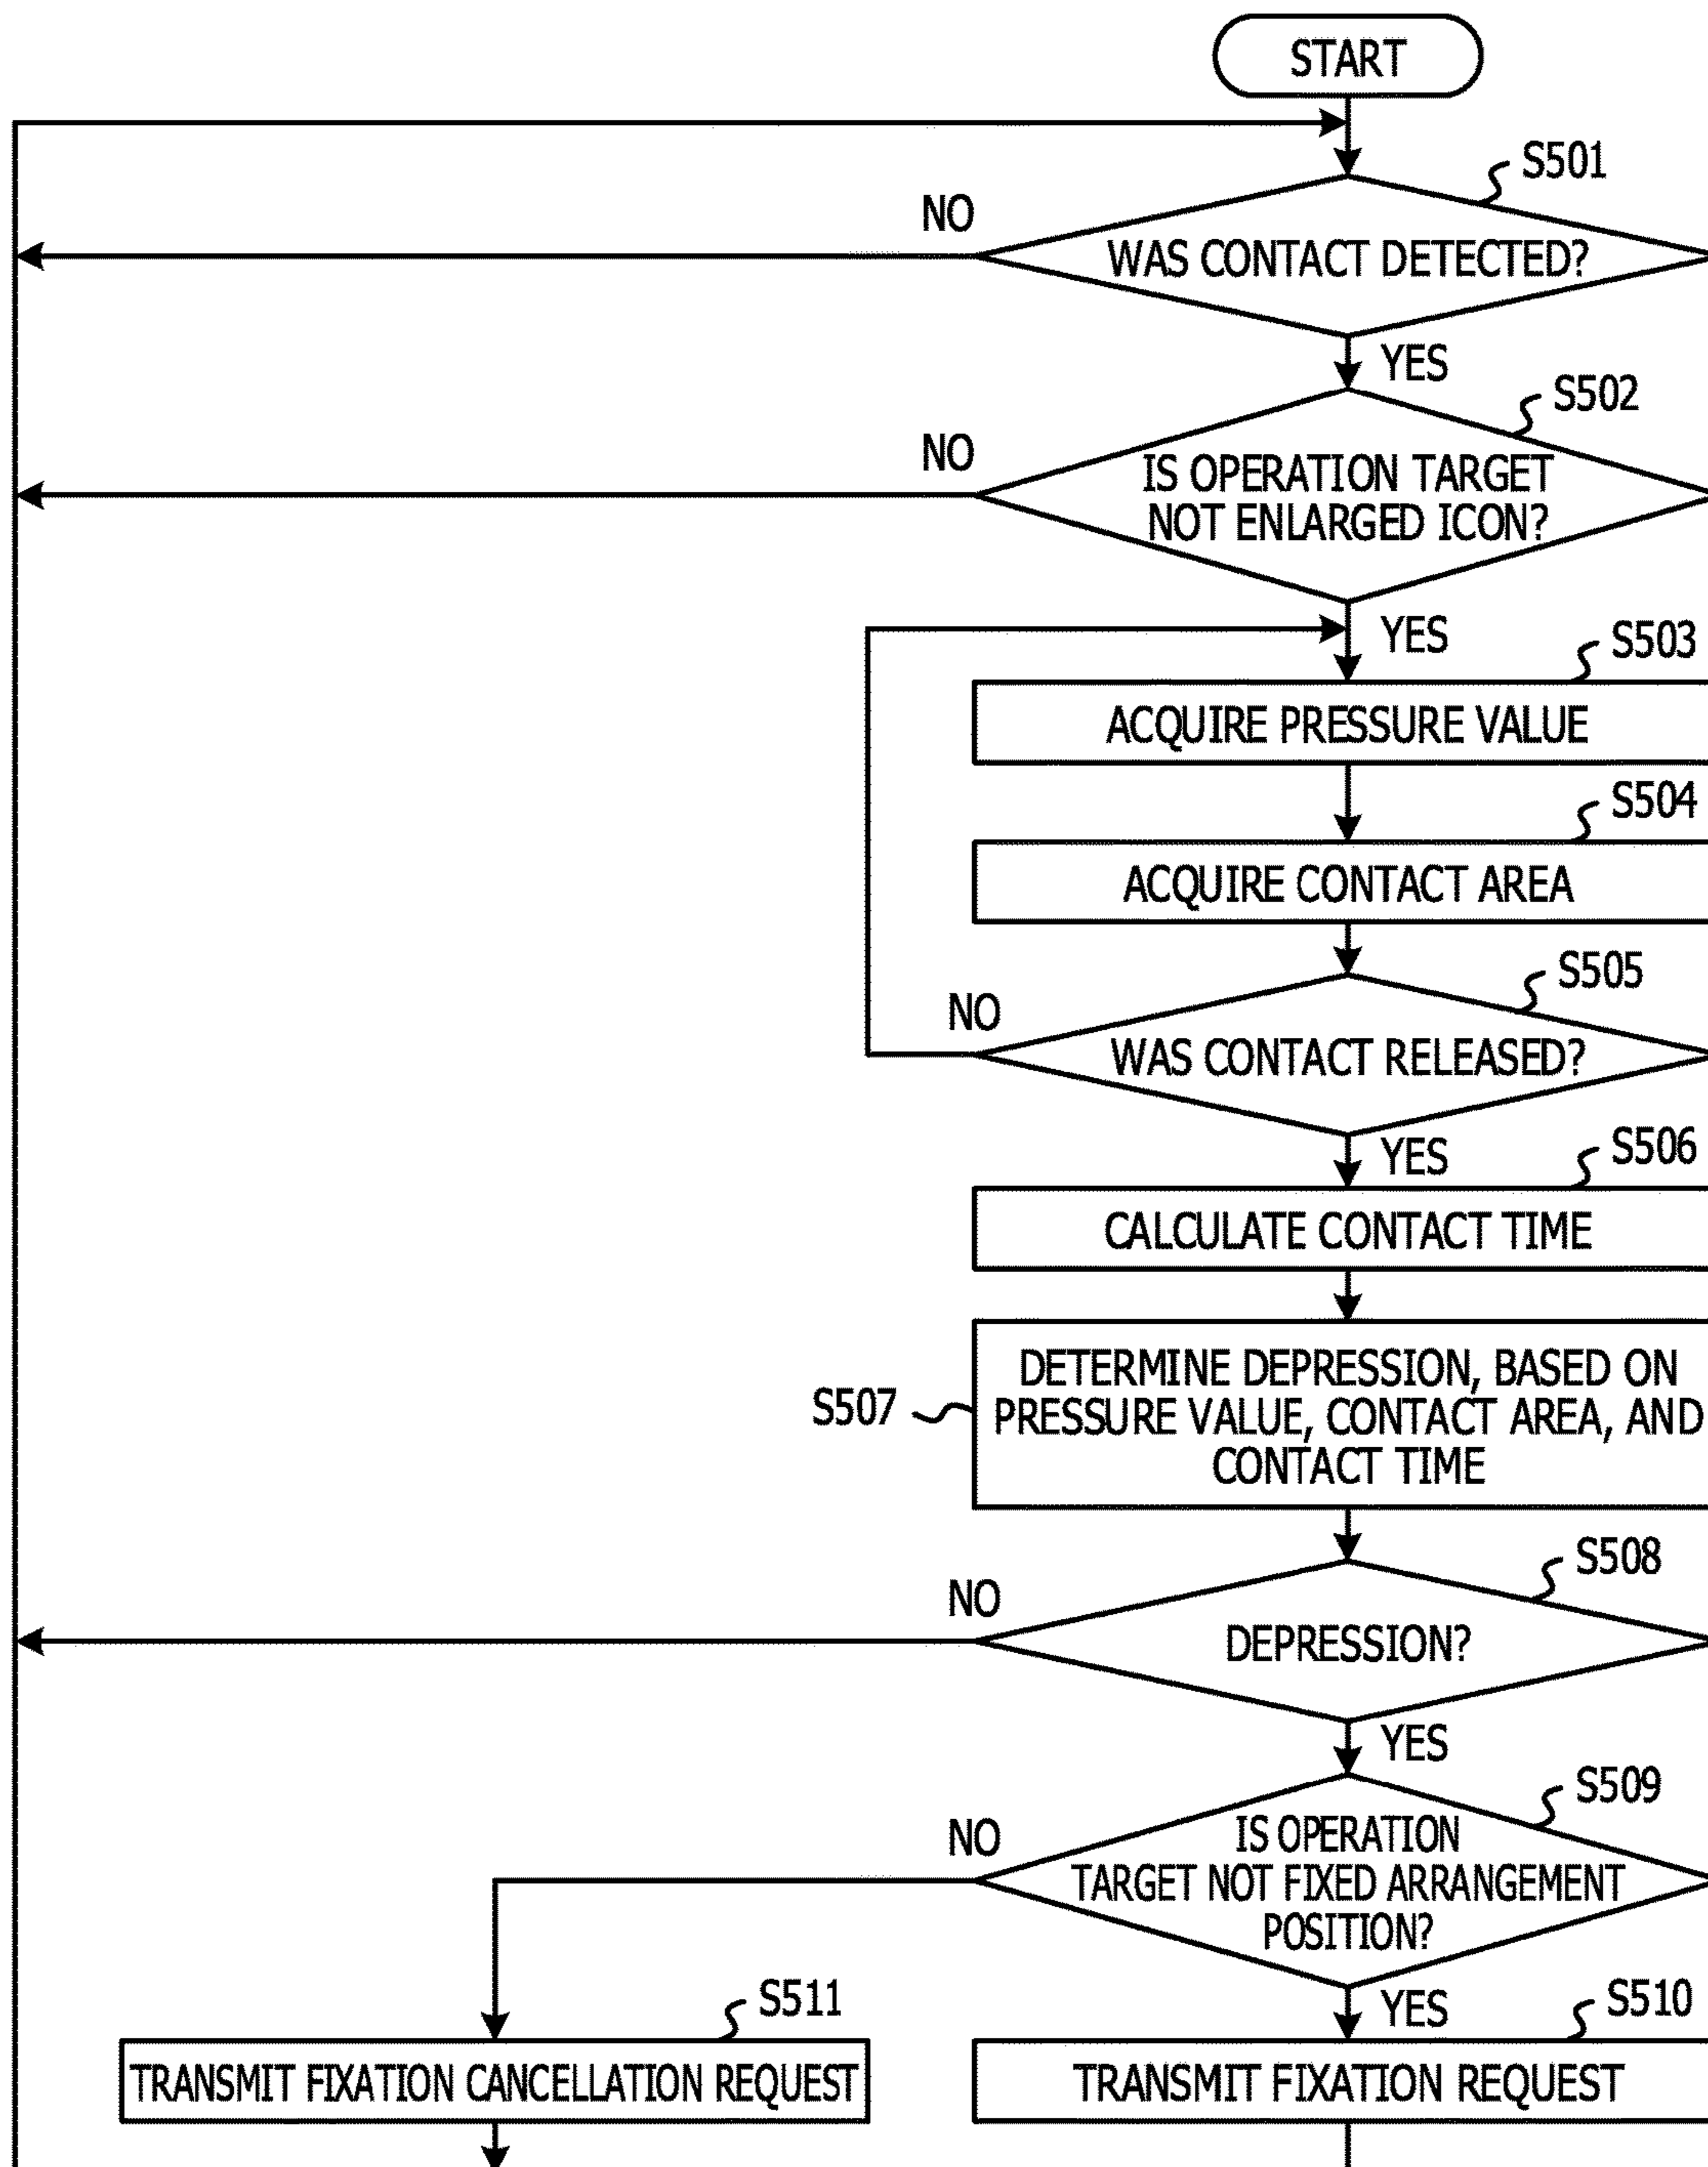 START
S501
NO
WAS CONTACT DETECTED?
YES
S502
NO
IS OPERATION TARGET
NOT ENLARGED ICON?
YES
S503
ACQUIRE PRESSURE VALUE
S504
ACQUIRE CONTACT AREA
S505
NO
WAS CONTACT RELEASED?
YES
S506
CALCULATE CONTACT TIME
S507
DETERMINE DEPRESSION, BASED ON
PRESSURE VALUE, CONTACT AREA, AND
CONTACT TIME
S508
NO
DEPRESSION?
YES
S509
NO
IS OPERATION
TARGET NOT FIXED ARRANGEMENT
POSITION?
YES
S511
S510
TRANSMIT FIXATION CANCELLATION REQUEST
TRANSMIT FIXATION REQUEST